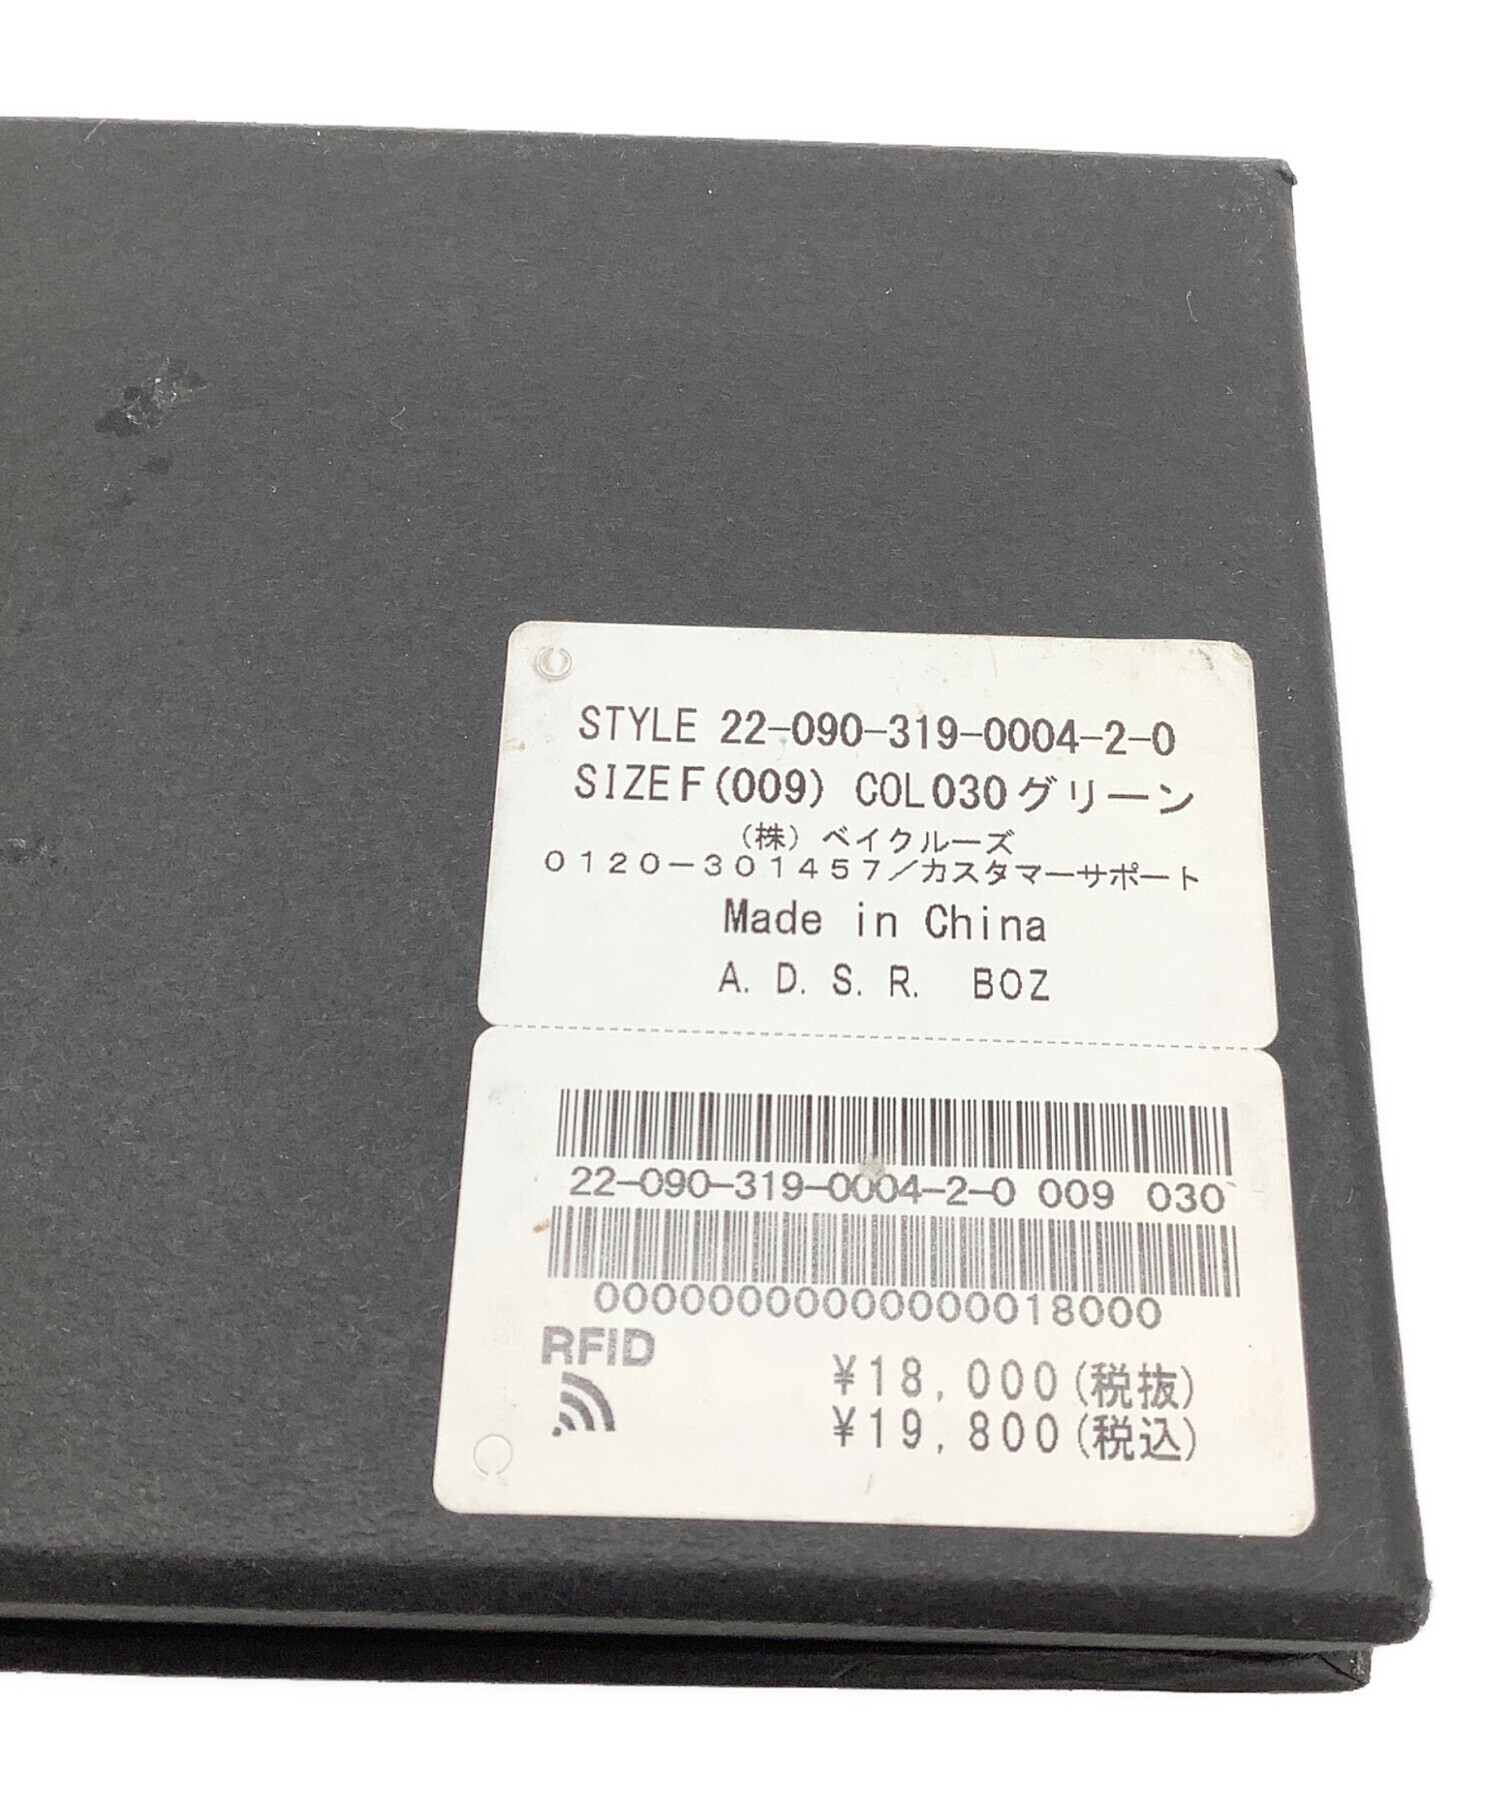 STYLE 22-090-319-0004-2-0
SIZE F (009) COL 030 グリーン
(株) ベイクルーズ
0120-301457/カスタマーサポート
Made in China
A. D. S. R. BOZ
22-090-319-0004-2-0 009 030
00000000000000018000
RFID
¥18,000(税抜)
¥19,800(税込)